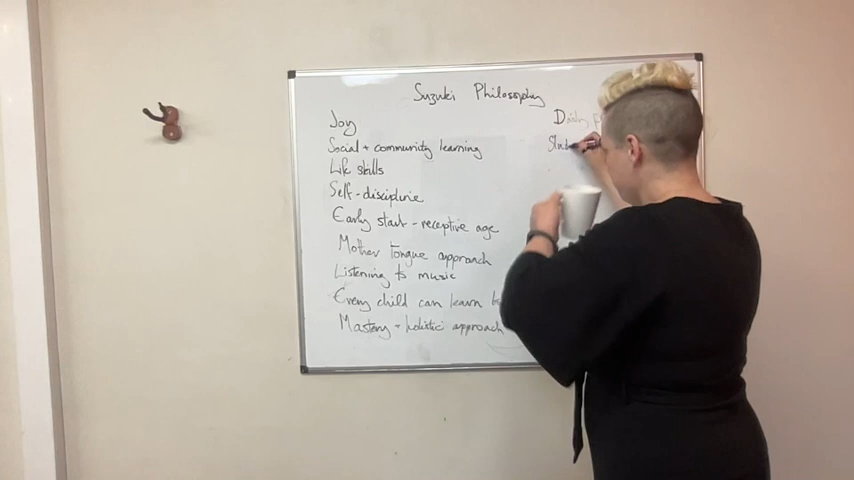 Suzuki Philosophy
Joy
Social + community learning
Life skills
Self-discipline
Early start - receptive age
Mother Tongue approach
Listening to music
Every child can learn
Mastery + holistic approach